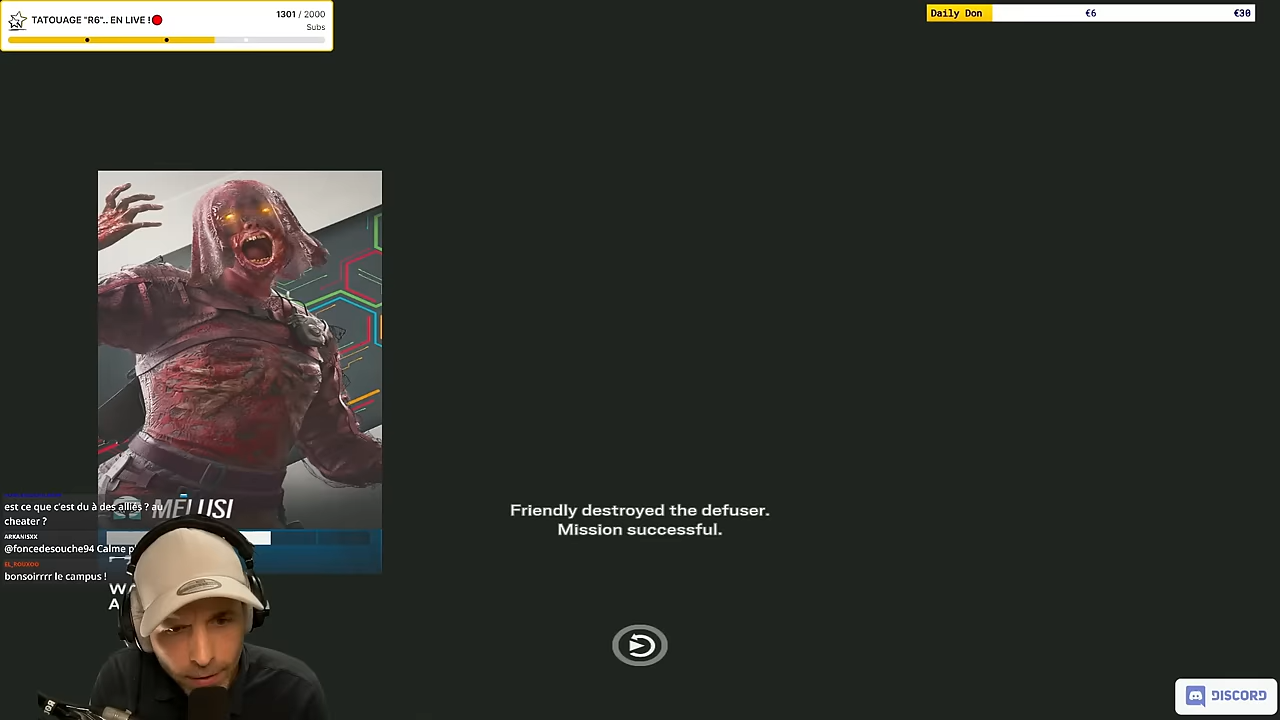 TATOUAGE "R6".. EN LIVE !
1301 / 2000
Subs
Daily Don
€6
€30
MELUSI
est ce que c'est du à des alliés ? au
cheater ?
ARKANISXX
@foncedesouche94 Calme
EL_ROUXOO
bonsoirrrr le campus !
Friendly destroyed the defuser.
Mission successful.
DISCORD